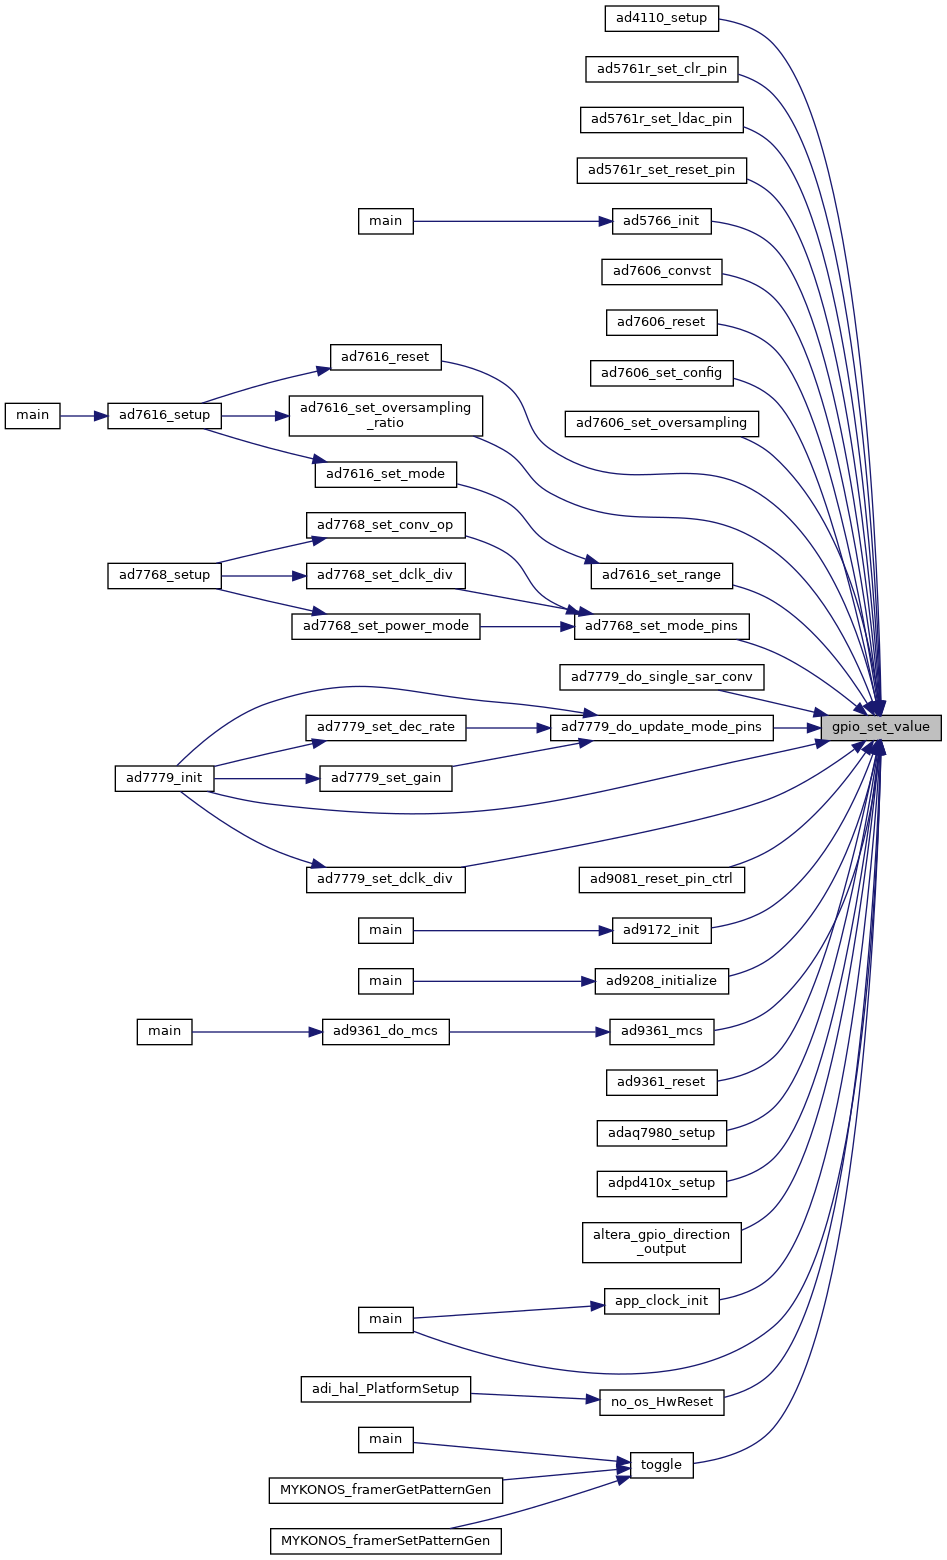 ad4110_setup
ad5761r_set_clr_pin
ad5761r_set_ldac_pin
ad5761r_set_reset_pin
main
ad5766_init
ad7606_convst
ad7606_reset
ad7616_reset
ad7606_set_config
main
ad7616_setup
ad7616_set_oversampling
_ratio
ad7606_set_oversampling
ad7616_set_mode
ad7768_set_conv_op
ad7768_setup
ad7768_set_dclk_div
ad7616_set_range
ad7768_set_power_mode
ad7768_set_mode_pins
ad7779_do_single_sar_conv
ad7779_set_dec_rate
ad7779_do_update_mode_pins
gpio_set_value
ad7779_init
ad7779_set_gain
ad7779_set_dclk_div
ad9081_reset_pin_ctrl
main
ad9172_init
main
ad9208_initialize
main
ad9361_do_mcs
ad9361_mcs
ad9361_reset
adaq7980_setup
adpd410x_setup
altera_gpio_direction
_output
app_clock_init
main
adi_hal_PlatformSetup
no_os_HwReset
main
toggle
MYKONOS_framerGetPatternGen
MYKONOS_framerSetPatternGen